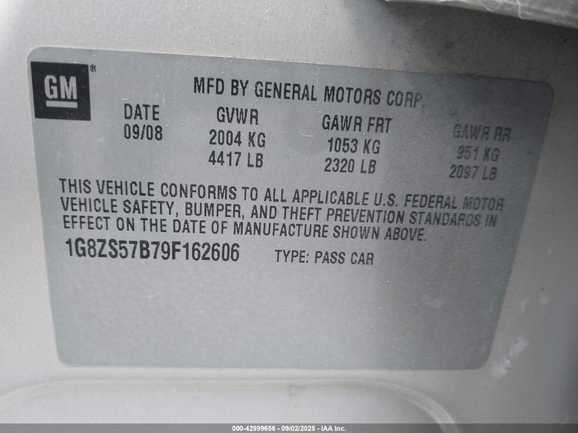 GM®
MFD BY GENERAL MOTORS CORP.
DATE GVWR GAWR FRT GAWR RR
09/08 2004 KG 1053 KG 951 KG
4417 LB 2320 LB 2097 LB
THIS VEHICLE CONFORMS TO ALL APPLICABLE U.S. FEDERAL MOTOR
VEHICLE SAFETY, BUMPER, AND THEFT PREVENTION STANDARDS IN
EFFECT ON THE DATE OF MANUFACTURE SHOWN ABOVE.
1G8ZS57B79F162606 TYPE: PASS CAR
000-42999656 - 09/02/2025 - IAA Inc.